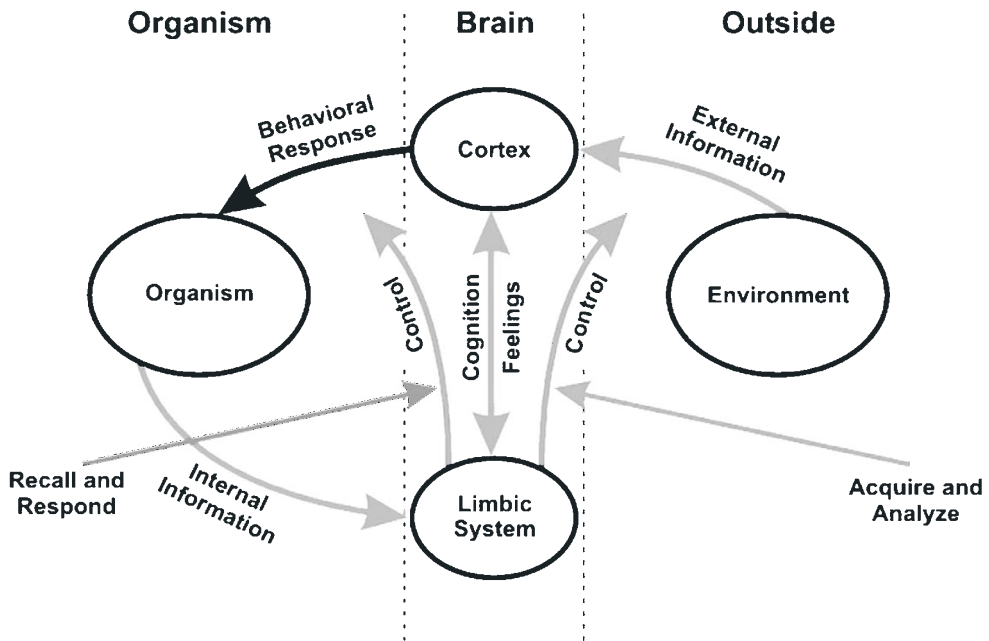 Organism
Brain
Outside
Behavioral
Response
Cortex
External
Information
Organism
Control
Cognition
Feelings
Control
Environment
Recall and
Respond
Internal
Information
Limbic
System
Acquire and
Analyze